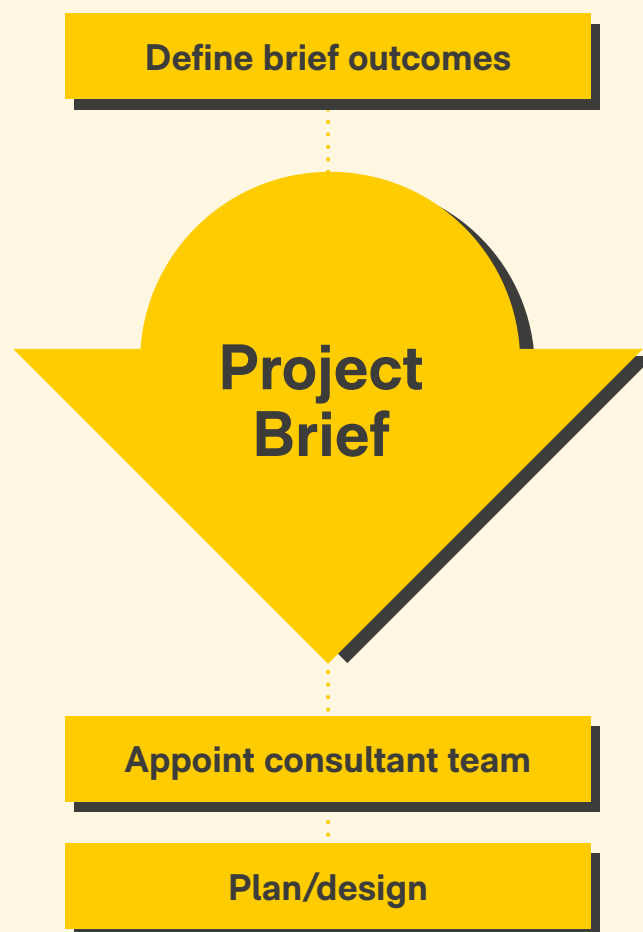 Define brief outcomes
Project
Brief
Appoint consultant team
Plan/design